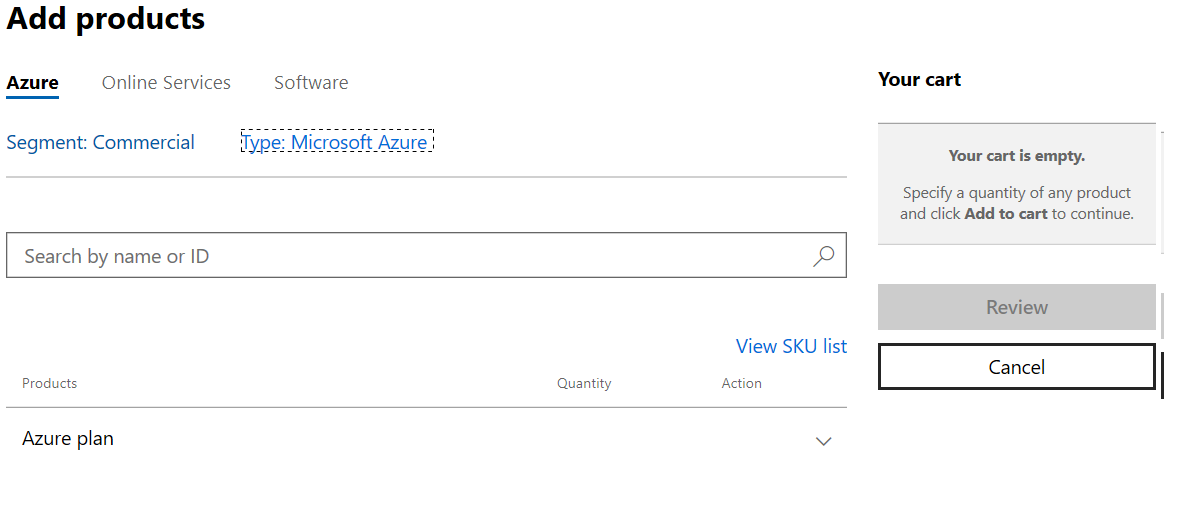 Add products
Azure
Online Services
Software
Segment: Commercial
Type: Microsoft Azure
Search by name or ID
View SKU list
Products
Quantity
Action
Azure plan
Your cart
Your cart is empty.
Specify a quantity of any product
and click Add to cart to continue.
Review
Cancel